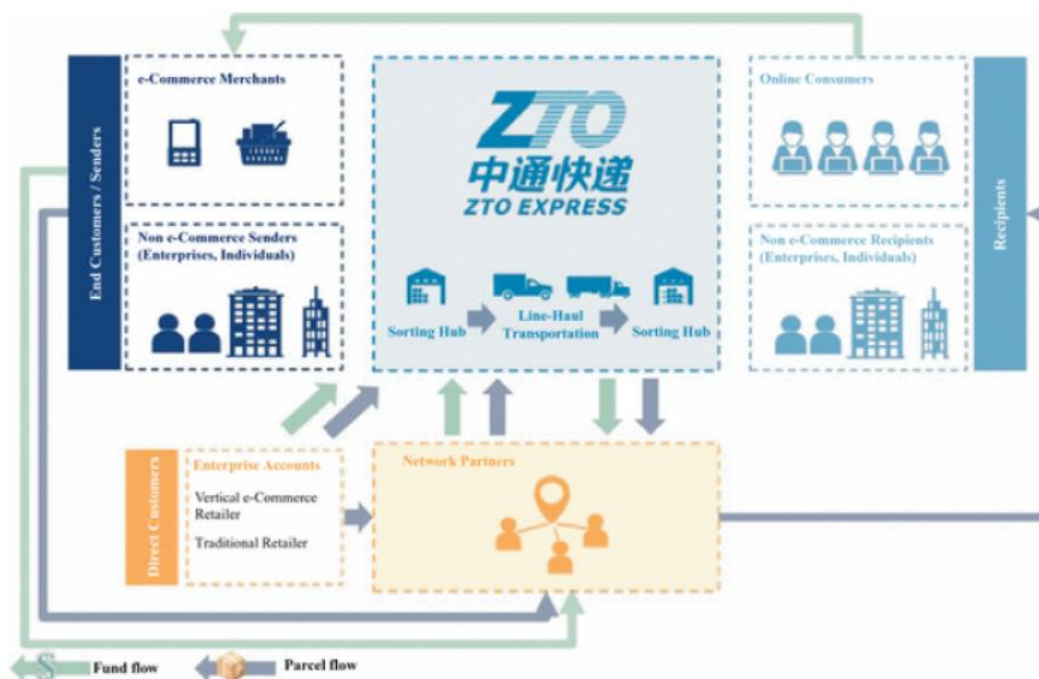 End Customers / Senders
e-Commerce Merchants
Non e-Commerce Senders
(Enterprises, Individuals)
ZTO
中通快递
ZTO EXPRESS
Sorting Hub
Line-Haul
Transportation
Sorting Hub
Online Consumers
Non e-Commerce Recipients
(Enterprises, Individuals)
Recipients
Direct Customers
Enterprise Accounts
Vertical e-Commerce
Retailer
Traditional Retailer
Network Partners
$
Fund flow
Parcel flow